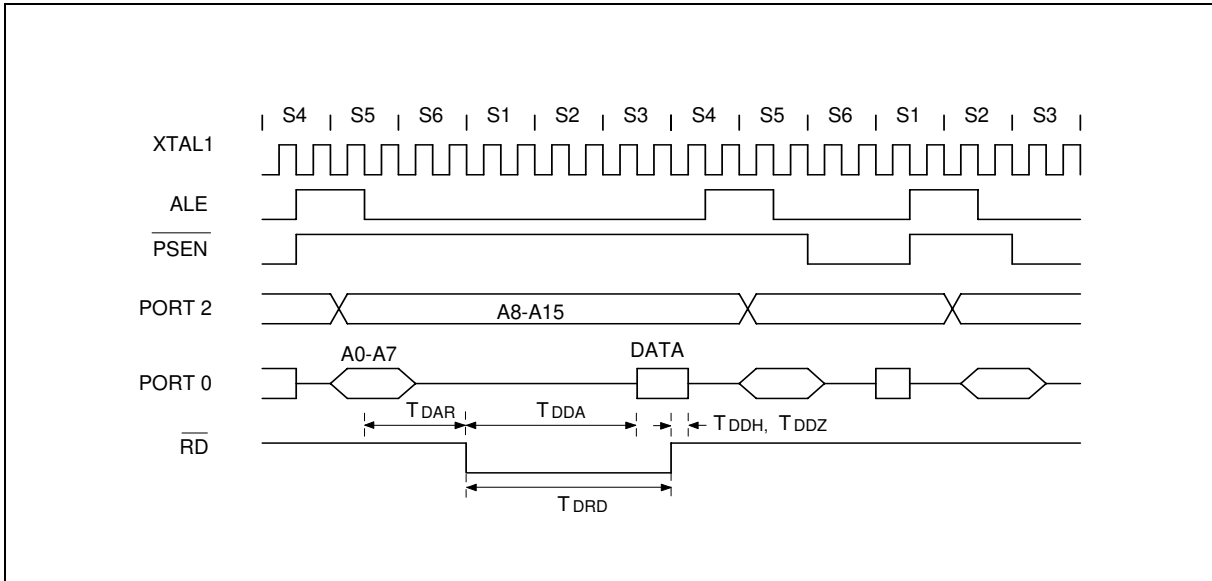 S4 S5 S6 S1 S2 S3 S4 S5 S6 S1 S2 S3
XTAL1
ALE
PSEN
PORT 2
A8-A15
A0-A7
DATA
PORT 0
TDAR TDDA TDDH, TDDZ
RD
TDRD